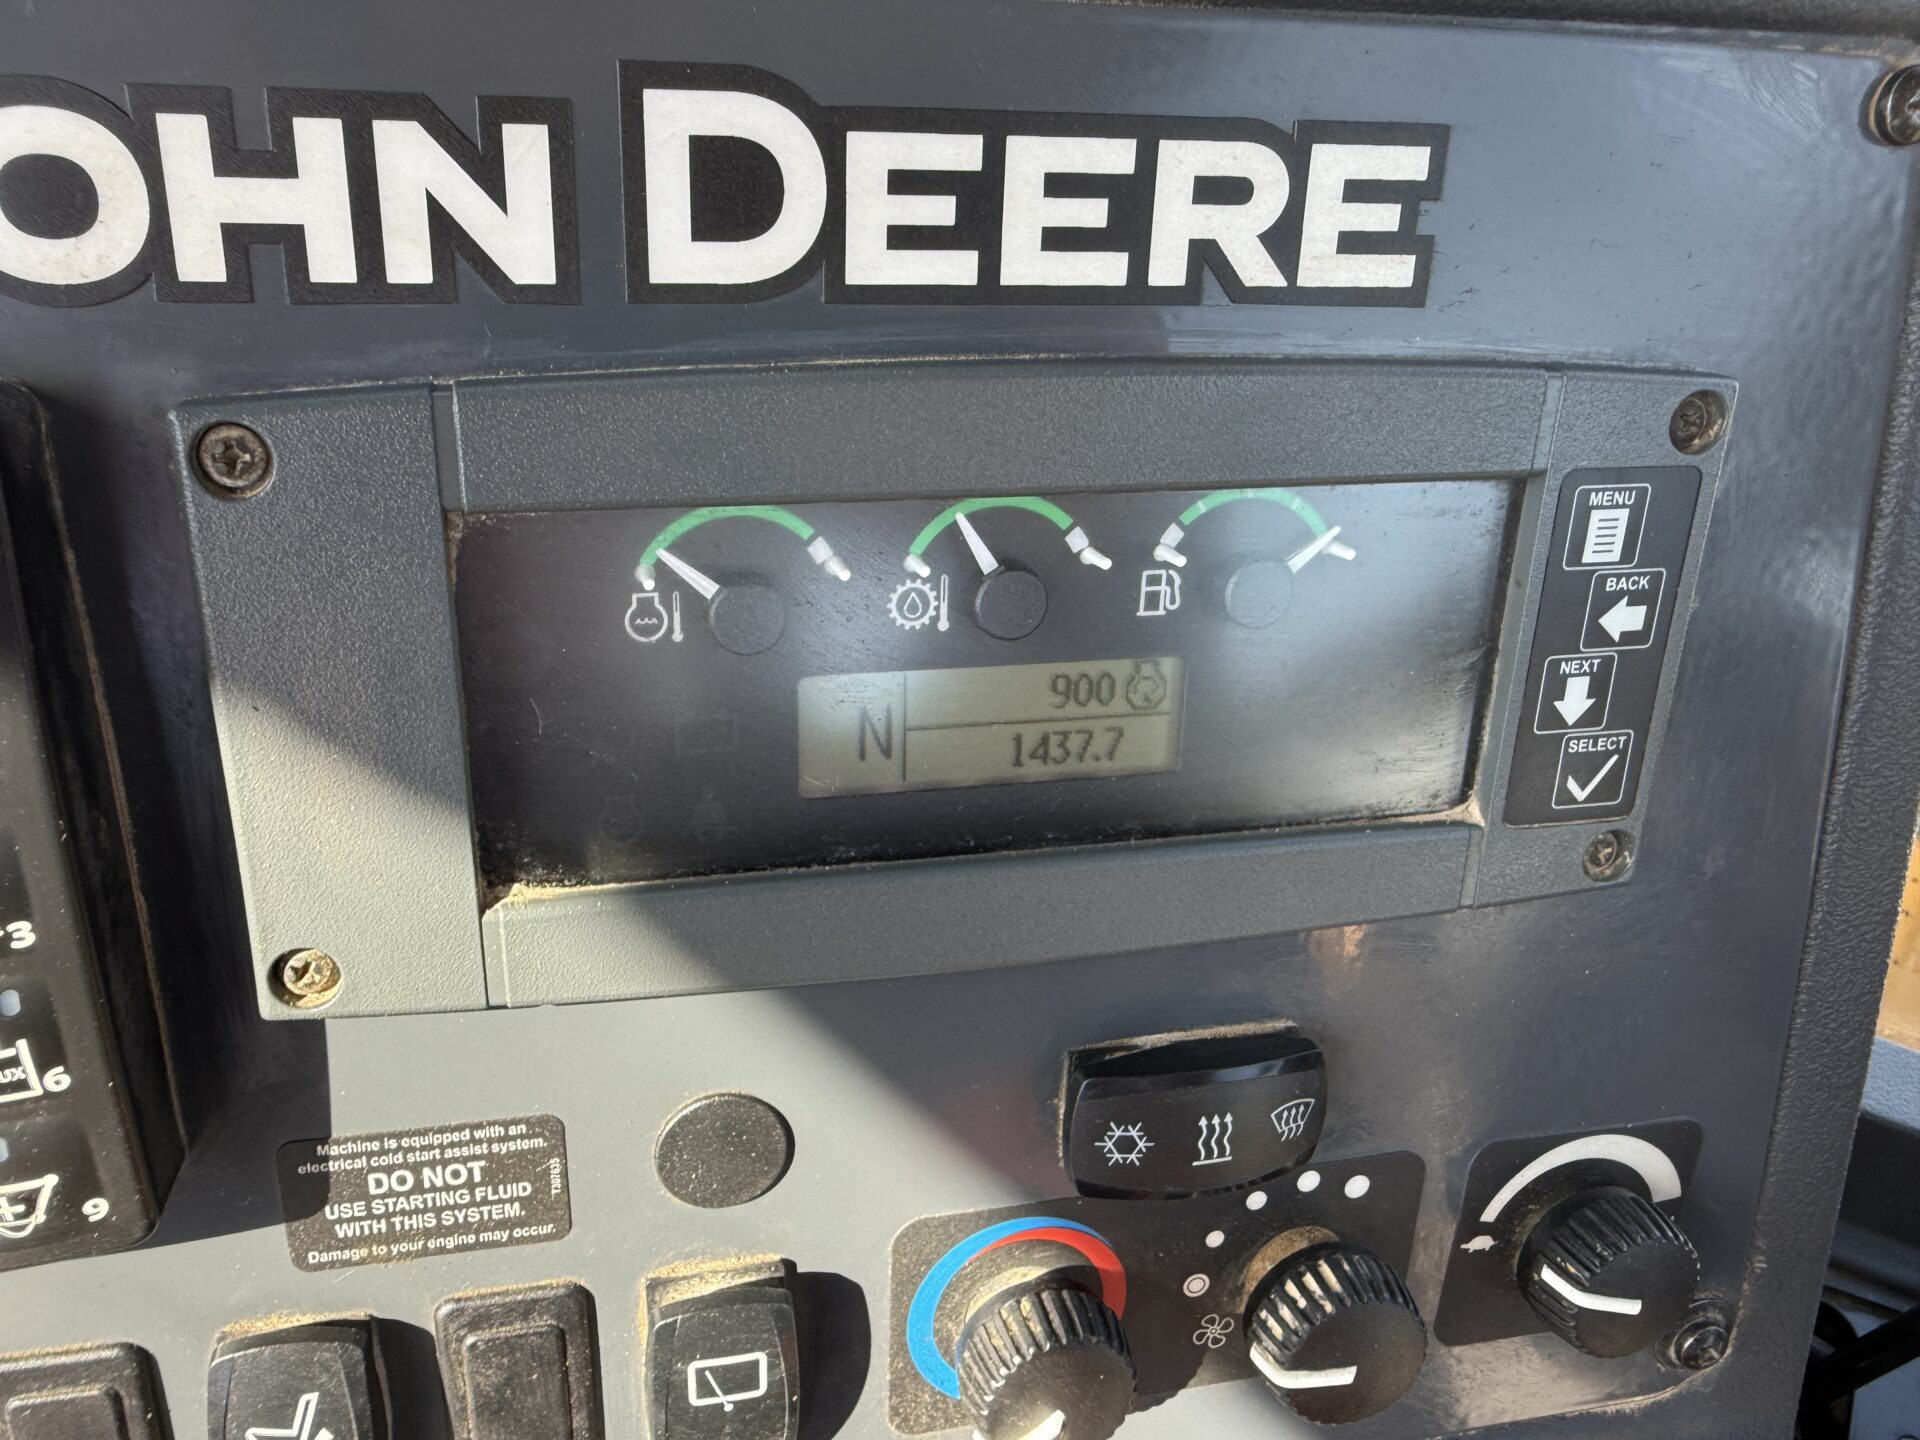 OHN DEERE
MENU
BACK
NEXT
SELECT
900
N
1437.7
3
6
9
Machine is equipped with an
electrical cold start assist system.
DO NOT
USE STARTING FLUID
WITH THIS SYSTEM.
Damage to your engine may occur.
T307635